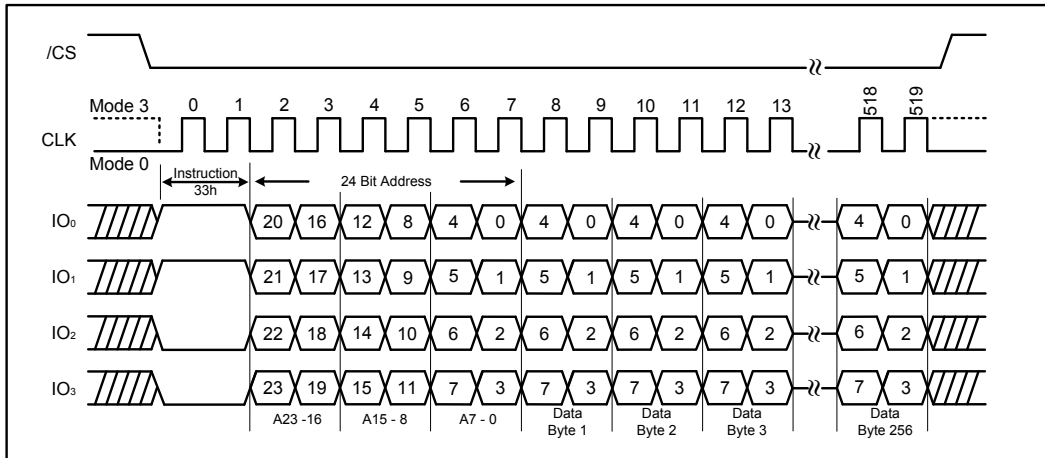 /CS
Mode 3 0 1 2 3 4 5 6 7 8 9 10 11 12 13 518 519
CLK
Mode 0
Instruction 24 Bit Address
33h
IO₀ 20 16 12 8 4 0 4 0 4 0 4 0 4 0
IO₁ 21 17 13 9 5 1 5 1 5 1 5 1 5 1
IO₂ 22 18 14 10 6 2 6 2 6 2 6 2 6 2
IO₃ 23 19 15 11 7 3 7 3 7 3 7 3 7 3
A23 -16 A15 - 8 A7 - 0 Data Data Data Data
Byte 1 Byte 2 Byte 3 Byte 256